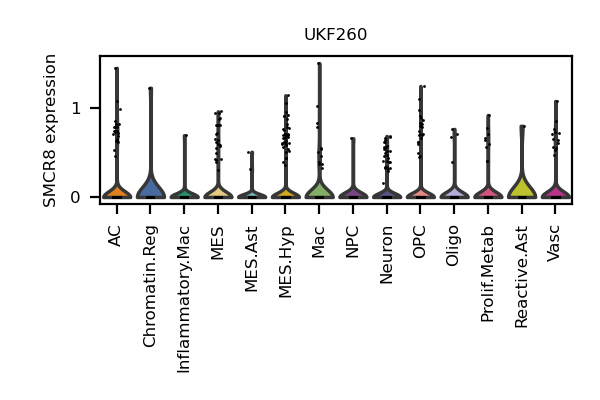 UKF260
SMCR8 expression
1
0
AC
Chromatin.Reg
Inflammatory.Mac
MES
MES.Ast
MES.Hyp
Mac
NPC
Neuron
OPC
Oligo
Prolif.Metab
Reactive.Ast
Vasc